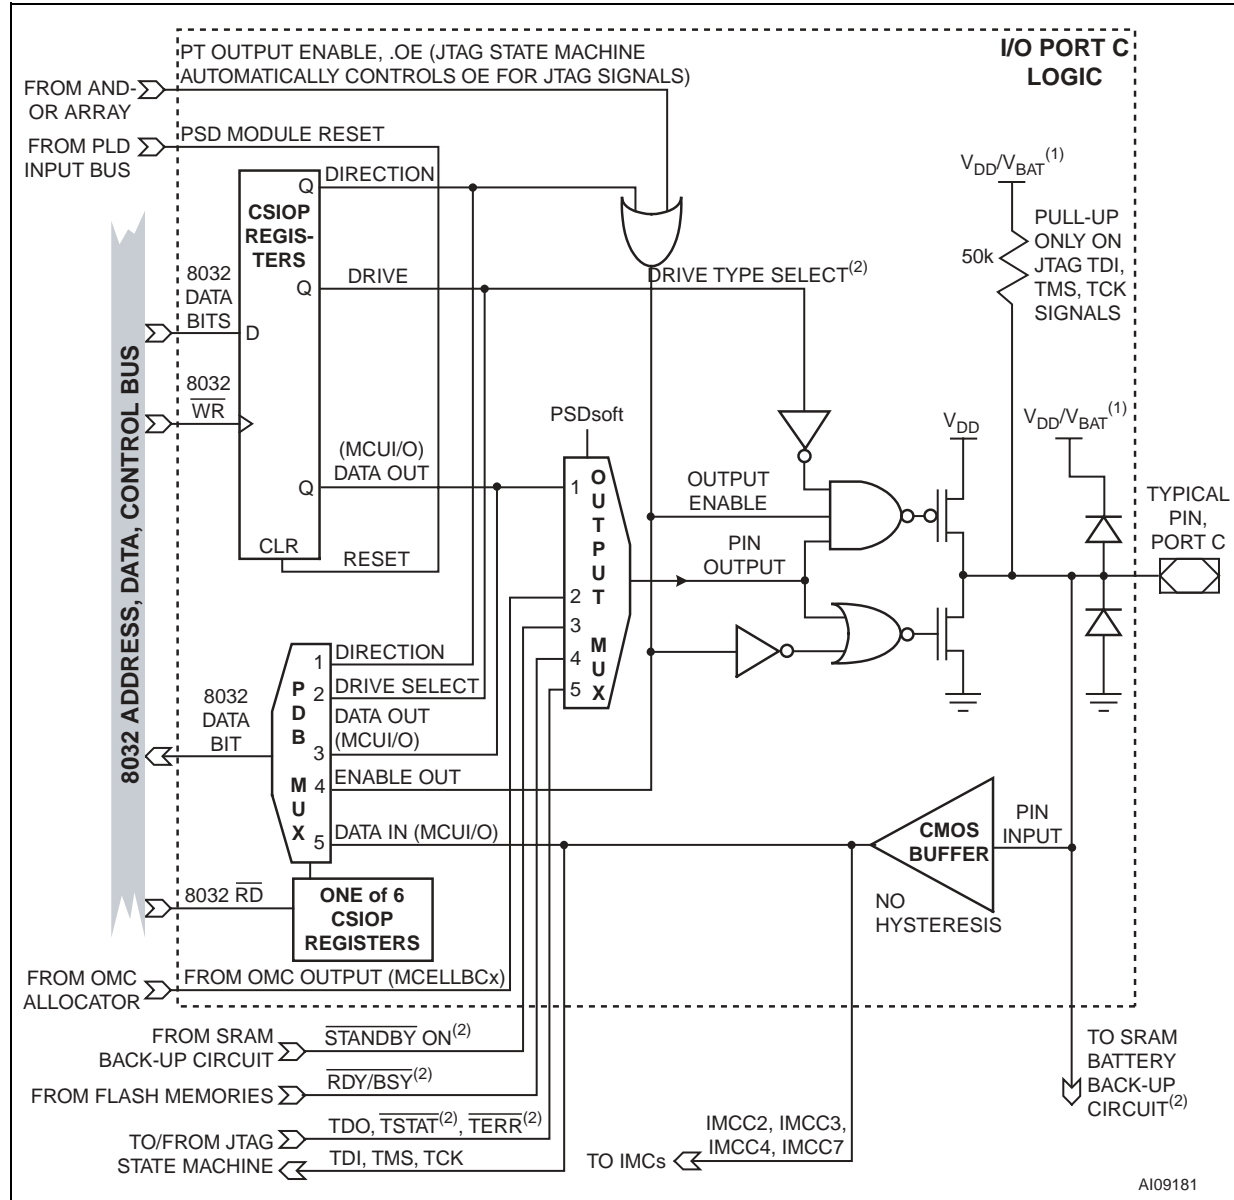 PT OUTPUT ENABLE, .OE (JTAG STATE MACHINE
AUTOMATICALLY CONTROLS OE FOR JTAG SIGNALS)
I/O PORT C
LOGIC
FROM AND-
OR ARRAY
FROM PLD
INPUT BUS
PSD MODULE RESET
DIRECTION
Q
CSIOP
REGIS-
TERS
DRIVE
Q
DRIVE TYPE SELECT(2)
VDD/VBAT(1)
50k
PULL-UP
ONLY ON
JTAG TDI,
TMS, TCK
SIGNALS
8032
DATA
BITS
D
8032
WR
8032 ADDRESS, DATA, CONTROL BUS
PSDsoft
(MCUI/O)
DATA OUT
Q
CLR
RESET
1
2
3
4
5
OUTPUT MUX
OUTPUT
ENABLE
PIN
OUTPUT
VDD
VDD/VBAT(1)
TYPICAL
PIN,
PORT C
8032
DATA
BIT
PDB MUX
1 DIRECTION
2 DRIVE SELECT
DATA OUT
3 (MCUI/O)
4 ENABLE OUT
5 DATA IN (MCUI/O)
CMOS
BUFFER
PIN
INPUT
NO
HYSTERESIS
8032 RD
ONE of 6
CSIOP
REGISTERS
FROM OMC
ALLOCATOR
FROM OMC OUTPUT (MCELLBCx)
FROM SRAM
BACK-UP CIRCUIT
STANDBY ON(2)
FROM FLASH MEMORIES
RDY/BSY(2)
TO/FROM JTAG
STATE MACHINE
TDO, TSTAT(2), TERR(2)
TDI, TMS, TCK
TO IMCs
IMCC2, IMCC3,
IMCC4, IMCC7
TO SRAM
BATTERY
BACK-UP
CIRCUIT(2)
AI09181